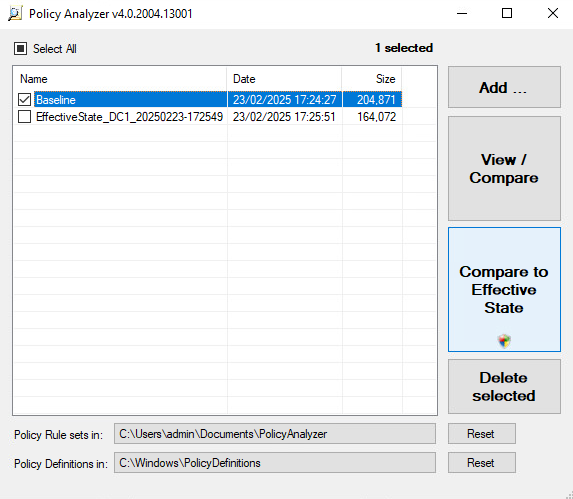 Policy Analyzer v4.0.2004.13001
Select All 1 selected
Name Date Size
Baseline 23/02/2025 17:24:27 204,871
EffectiveState_DC1_20250223-172549 23/02/2025 17:25:51 164,072
Add ...
View /
Compare
Compare to
Effective
State
Delete
selected
Policy Rule sets in: C:\Users\admin\Documents\PolicyAnalyzer Reset
Policy Definitions in: C:\Windows\PolicyDefinitions Reset